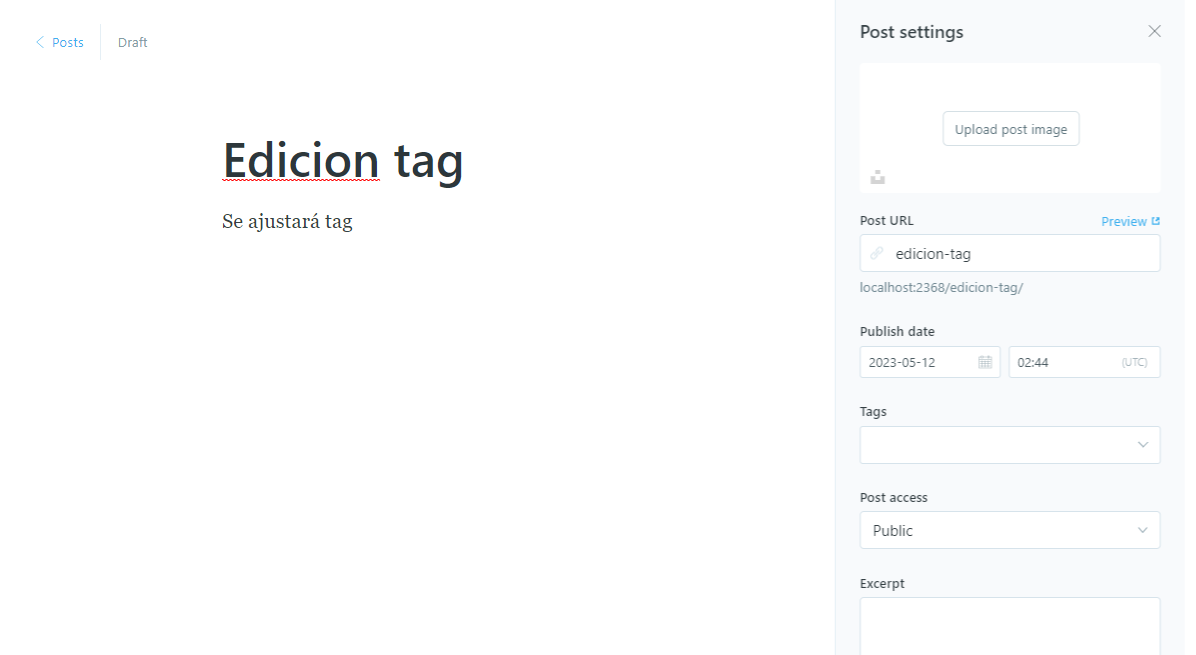 Posts
Draft
Edicion tag
Se ajustará tag
Post settings
Upload post image
Post URL
Preview
edicion-tag
localhost:2368/edicion-tag/
Publish date
2023-05-12
02:44
(UTC)
Tags
Post access
Public
Excerpt